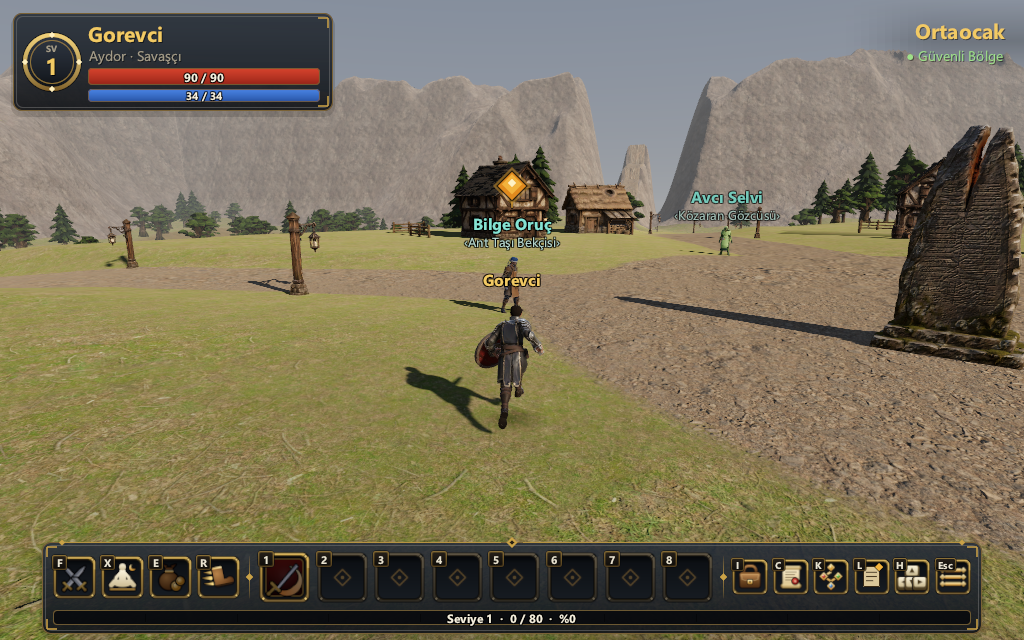 SV
1
Gorevci
Aydor · Savaşçı
90 / 90
34 / 34
Ortaocak
Güvenli Bölge
Avcı Selvi
‹Közaran Gözcüsü›
Bilge Oruç
‹Ant Taşı Bekçisi›
Gorevci
F X E R 1 2 3 4 5 6 7 8 I C K L H Esc
Seviye 1 · 0 / 80 · %0